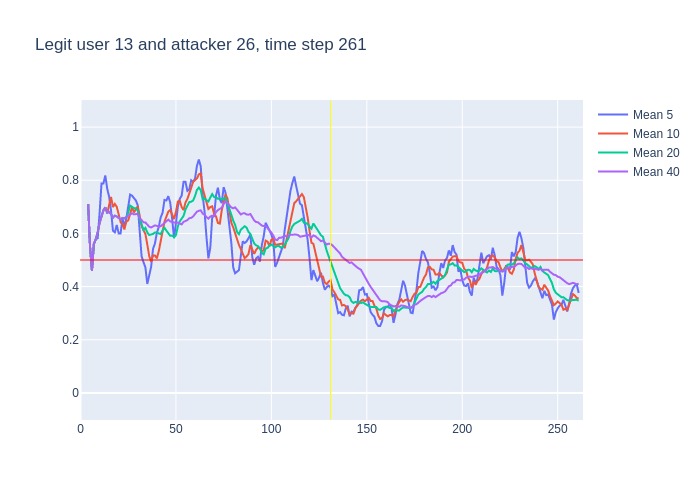 Legit user 13 and attacker 26, time step 261
Mean 5
Mean 10
Mean 20
Mean 40
1
0.8
0.6
0.4
0.2
0
0 50 100 150 200 250